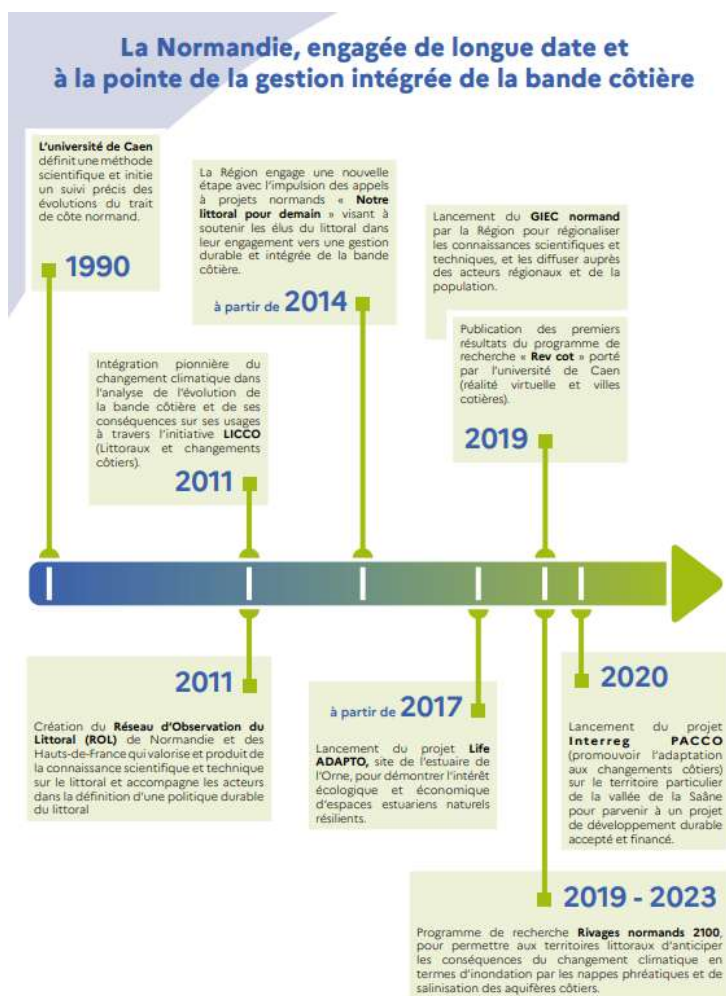 La Normandie, engagée de longue date et
à la pointe de la gestion intégrée de la bande côtière
L'université de Caen
définit une méthode
scientifique et initie
un suivi précis des
évolutions du trait
de côte normand.
1990
La Région engage une nouvelle
étape avec l'impulsion des appels
à projets normands « Notre
littoral pour demain » visant à
soutenir les élus du littoral dans
leur engagement vers une gestion
durable et intégrée de la bande
côtière.
à partir de 2014
Lancement du GIEC normand
par la Région pour régionaliser
les connaissances scientifiques et
techniques, et les diffuser auprès
des acteurs régionaux et de la
population.
Publication des premiers
résultats du programme de
recherche « Rev cot » porté
par l'université de Caen
(réalité virtuelle et villes
cotières).
2019
Intégration pionnière du
changement climatique dans
l'analyse de l'évolution de
la bande côtière et de ses
conséquences sur ses usages
à travers l'initiative LICCO
(Littoraux et changements
côtiers).
2011
2011
Création du Réseau d'Observation du
Littoral (ROL) de Normandie et des
Hauts-de-France qui valorise et produit de
la connaissance scientifique et technique
sur le littoral et accompagne les acteurs
dans la définition d'une politique durable
du littoral
à partir de 2017
Lancement du projet Life
ADAPTO, site de l'estuaire de
l'Orne, pour démontrer l'intérêt
écologique et économique
d'espaces estuariens naturels
résilients.
2020
Lancement du projet
Interreg PACCO
(promouvoir l'adaptation
aux changements côtiers)
sur le territoire particulier
de la vallée de la Saâne
pour parvenir à un projet
de développement durable
accepté et financé.
2019 - 2023
Programme de recherche Rivages normands 2100,
pour permettre aux territoires littoraux d'anticiper
les conséquences du changement climatique en
termes d'inondation par les nappes phréatiques et de
salinisation des aquifères côtiers.